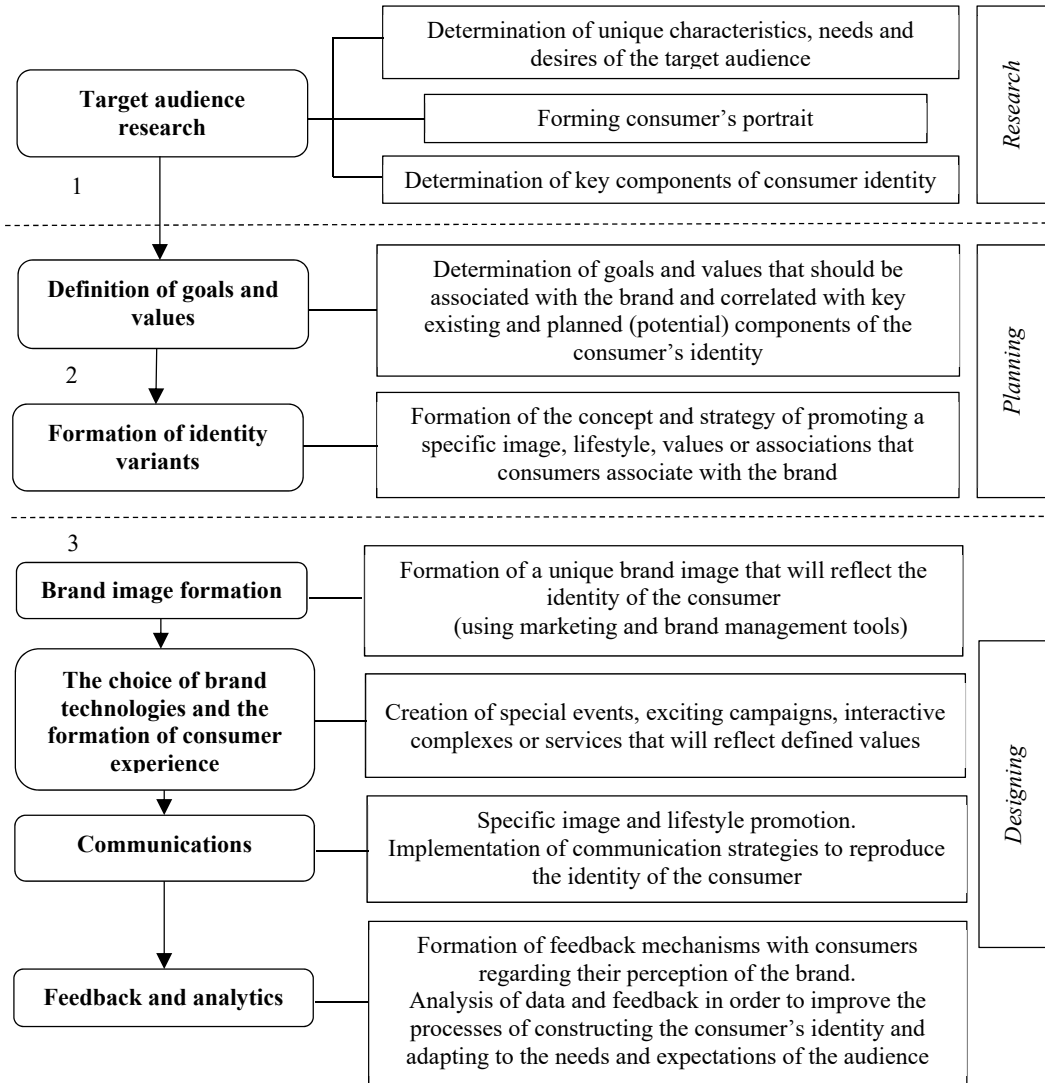 Determination of unique characteristics, needs and
desires of the target audience
Target audience
research
Forming consumer's portrait
Determination of key components of consumer identity
Research
1
Definition of goals and
values
Determination of goals and values that should be
associated with the brand and correlated with key
existing and planned (potential) components of the
consumer's identity
2
Formation of identity
variants
Formation of the concept and strategy of promoting a
specific image, lifestyle, values or associations that
consumers associate with the brand
Planning
3
Brand image formation
Formation of a unique brand image that will reflect the
identity of the consumer
(using marketing and brand management tools)
The choice of brand
technologies and the
formation of consumer
experience
Creation of special events, exciting campaigns, interactive
complexes or services that will reflect defined values
Communications
Specific image and lifestyle promotion.
Implementation of communication strategies to reproduce
the identity of the consumer
Designing
Feedback and analytics
Formation of feedback mechanisms with consumers
regarding their perception of the brand.
Analysis of data and feedback in order to improve the
processes of constructing the consumer's identity and
adapting to the needs and expectations of the audience